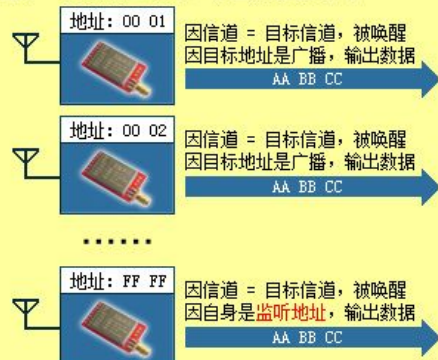 地址: 00 01
因信道 = 目标信道，被唤醒
因目标地址是广播，输出数据
AA BB CC
地址: 00 02
因信道 = 目标信道，被唤醒
因目标地址是广播，输出数据
AA BB CC
......
地址: FF FF
因信道 = 目标信道，被唤醒
因自身是监听地址，输出数据
AA BB CC